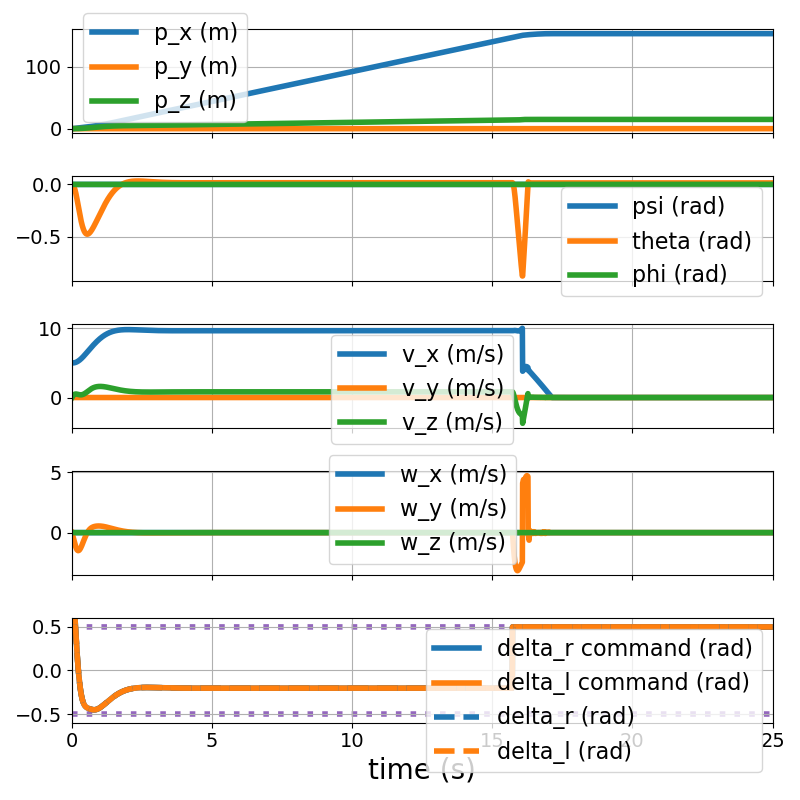 p_x (m)
p_y (m)
p_z (m)
100
0
psi (rad)
theta (rad)
phi (rad)
0.0
−0.5
v_x (m/s)
v_y (m/s)
v_z (m/s)
10
0
w_x (m/s)
w_y (m/s)
w_z (m/s)
5
0
delta_r command (rad)
delta_l command (rad)
delta_r (rad)
delta_l (rad)
0.5
0.0
−0.5
0 5 10 15 20 25
time (s)